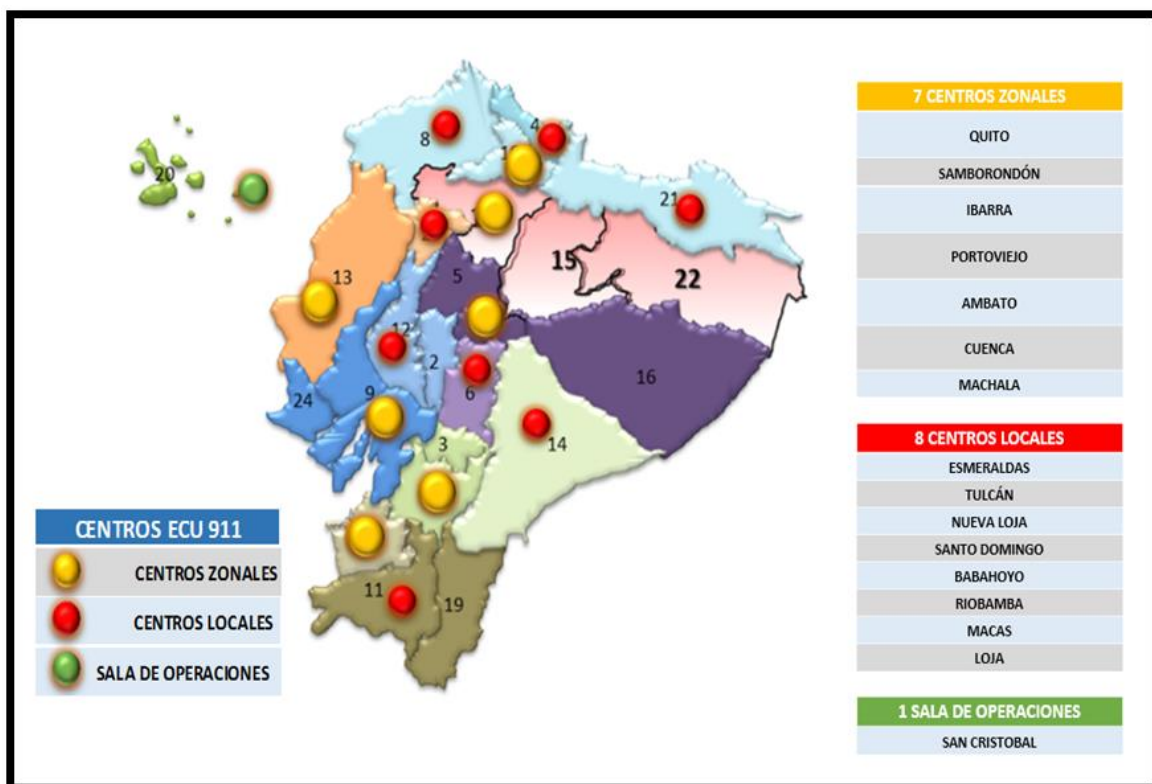 7 CENTROS ZONALES
QUITO
SAMBORONDÓN
IBARRA
PORTOVIEJO
AMBATO
CUENCA
MACHALA
8 CENTROS LOCALES
ESMERALDAS
TULCÁN
NUEVA LOJA
SANTO DOMINGO
BABAHOYO
RIOBAMBA
MACAS
LOJA
1 SALA DE OPERACIONES
SAN CRISTOBAL
8
4
20
21
15
22
13
5
12
2
6
16
24
9
3
14
11
19
CENTROS ECU 911
CENTROS ZONALES
CENTROS LOCALES
SALA DE OPERACIONES